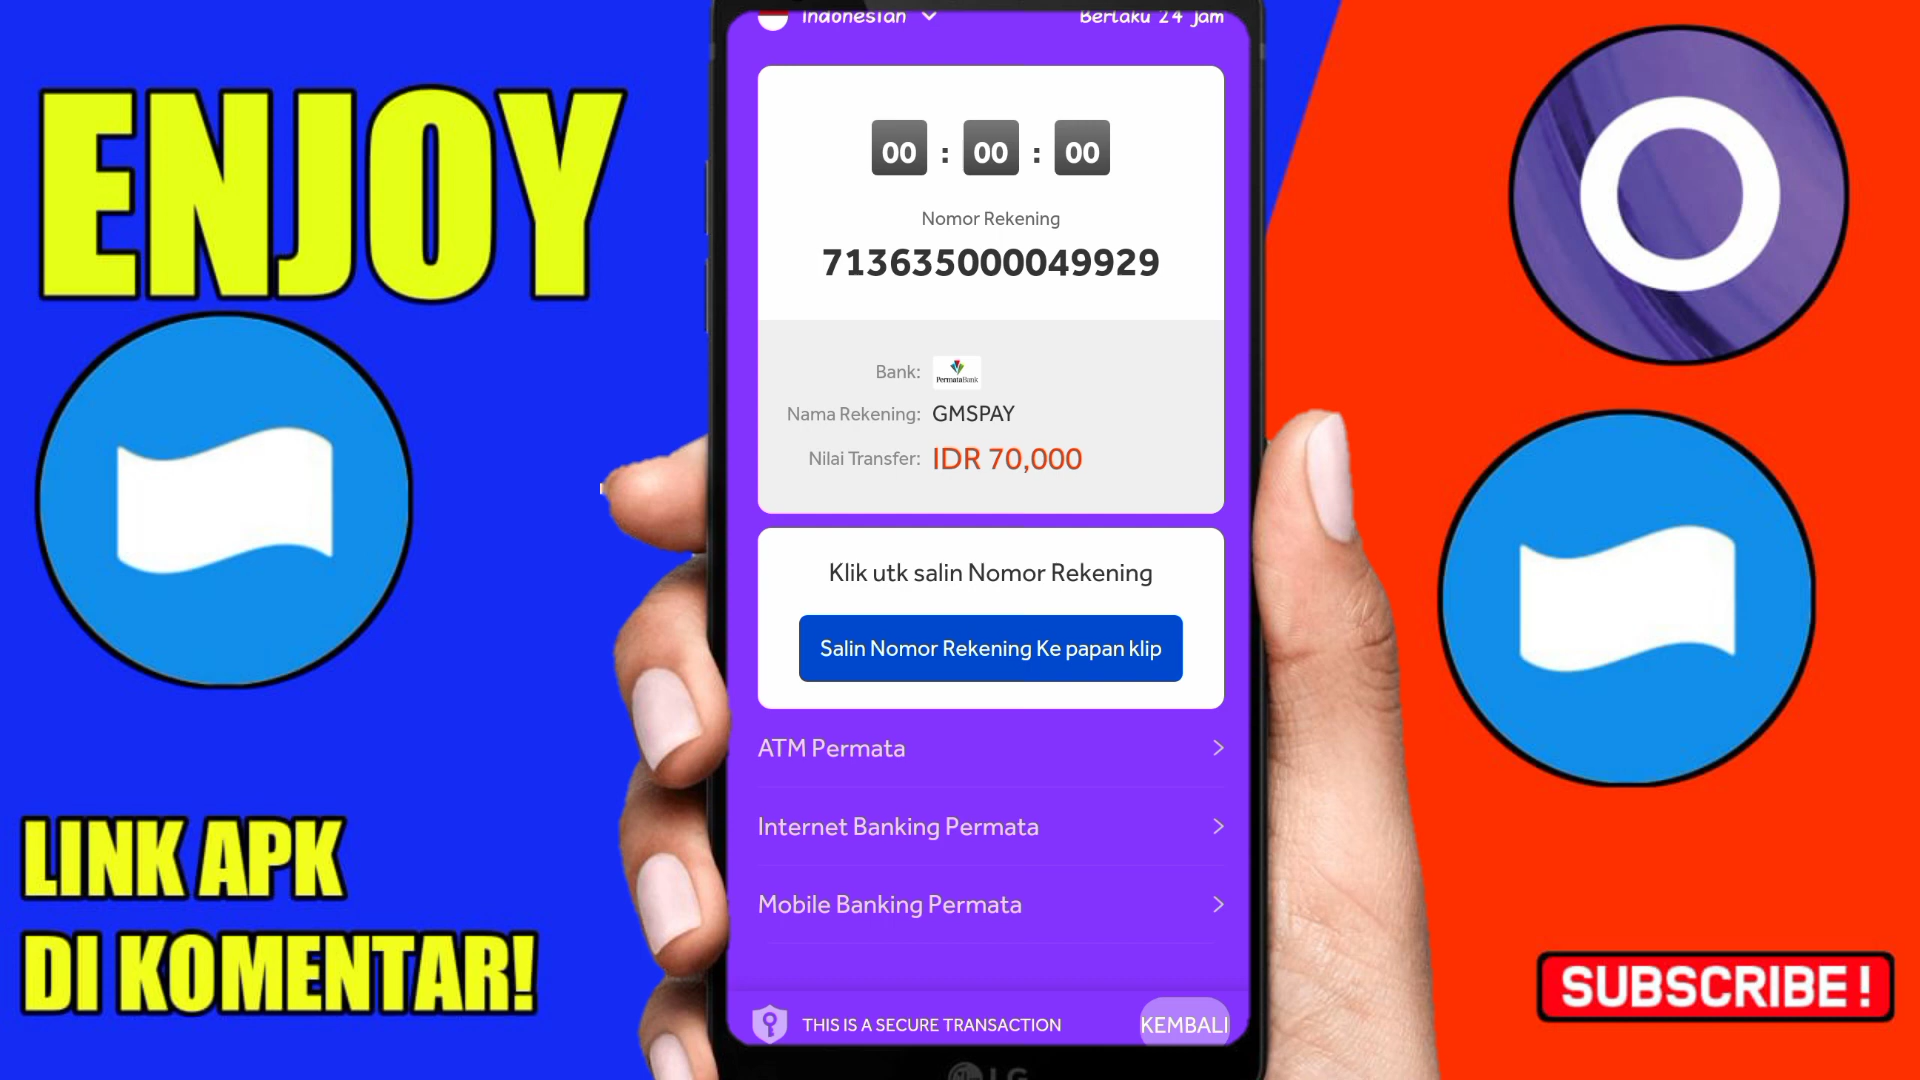 ENJOY
LINK APK
DI KOMENTAR!
Indonesian
Berlaku 24 Jam
00 : 00 : 00
Nomor Rekening
713635000049929
Bank:
PermataBank
Nama Rekening: GMSPAY
Nilai Transfer: IDR 70,000
Klik utk salin Nomor Rekening
Salin Nomor Rekening Ke papan klip
ATM Permata
Internet Banking Permata
Mobile Banking Permata
THIS IS A SECURE TRANSACTION
KEMBALI
LG
SUBSCRIBE!